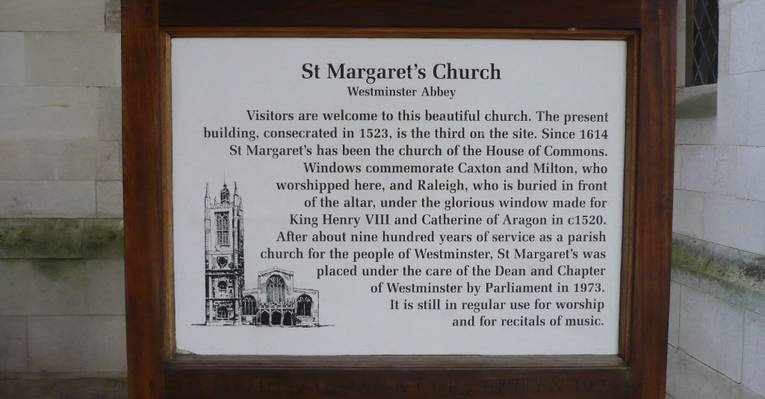 St Margaret's Church
Westminster Abbey
Visitors are welcome to this beautiful church. The present
building, consecrated in 1523, is the third on the site. Since 1614
St Margaret's has been the church of the House of Commons.
Windows commemorate Caxton and Milton, who
worshipped here, and Raleigh, who is buried in front
of the altar, under the glorious window made for
King Henry VIII and Catherine of Aragon in c1520.
After about nine hundred years of service as a parish
church for the people of Westminster, St Margaret's was
placed under the care of the Dean and Chapter
of Westminster by Parliament in 1973.
It is still in regular use for worship
and for recitals of music.